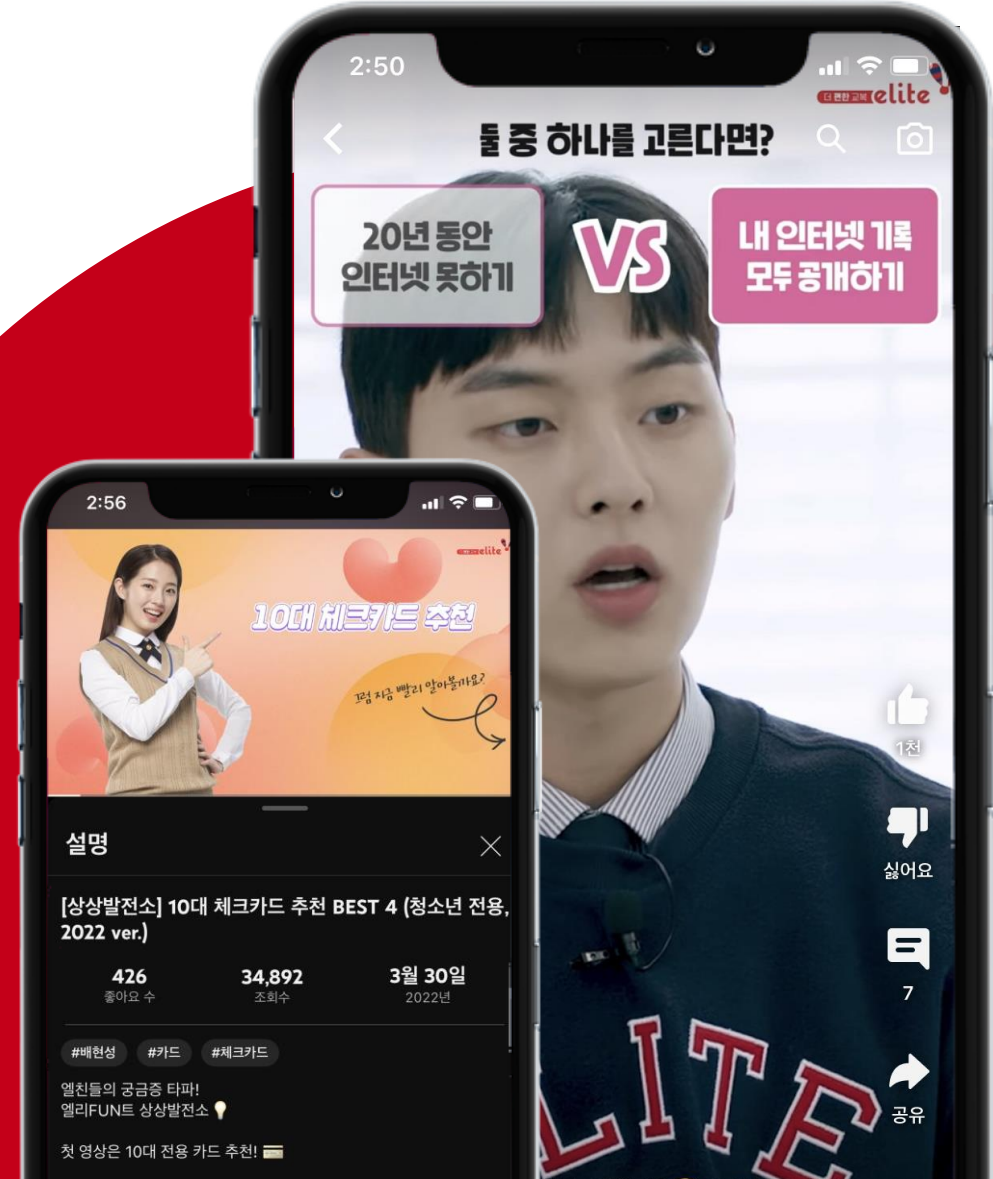 2:50
더 편한 교복 elite
둘 중 하나를 고른다면?
20년 동안
인터넷 못하기
VS
내 인터넷 기록
모두 공개하기
1천
싫어요
7
공유
LITE
2:56
elite
10대 체크카드 추천
그럼 지금 빨리 알아볼까요?
설명
[상상발전소] 10대 체크카드 추천 BEST 4 (청소년 전용,
2022 ver.)
426
34,892
3월 30일
좋아요 수
조회수
2022년
#배현성
#카드
#체크카드
엘친들의 궁금증 타파!
엘리FUN트 상상발전소
첫 영상은 10대 전용 카드 추천!